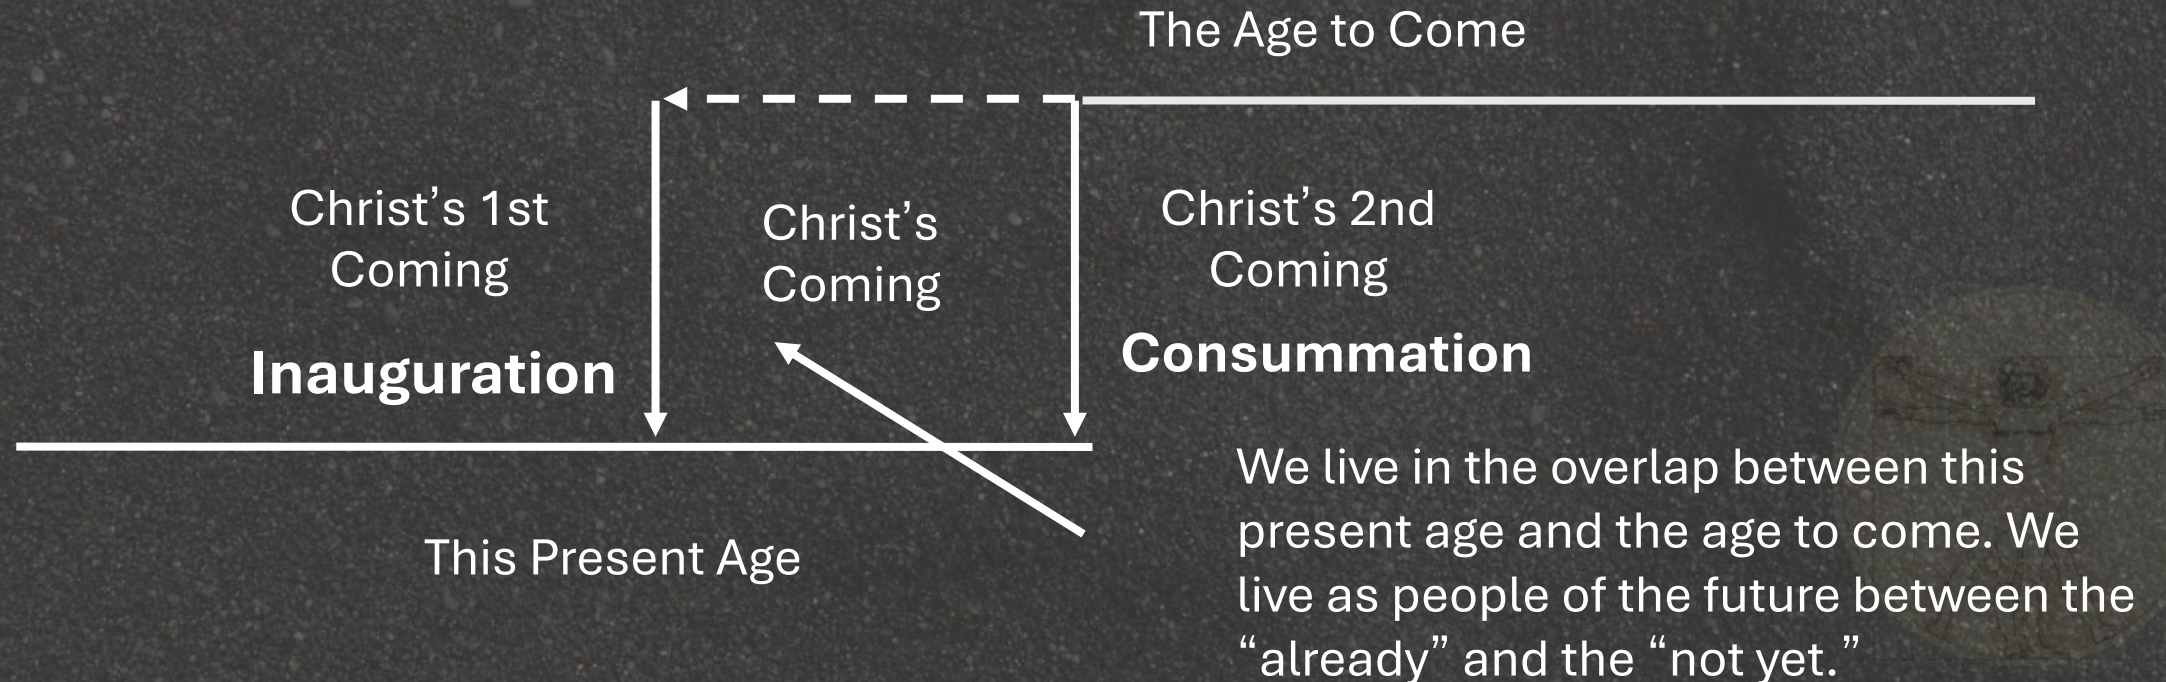 The Age to Come
Christ’s 1st
Coming
Christ’s
Coming
Christ’s 2nd
Coming
Inauguration
Consummation
This Present Age
We live in the overlap between this
present age and the age to come. We
live as people of the future between the
“already” and the “not yet.”